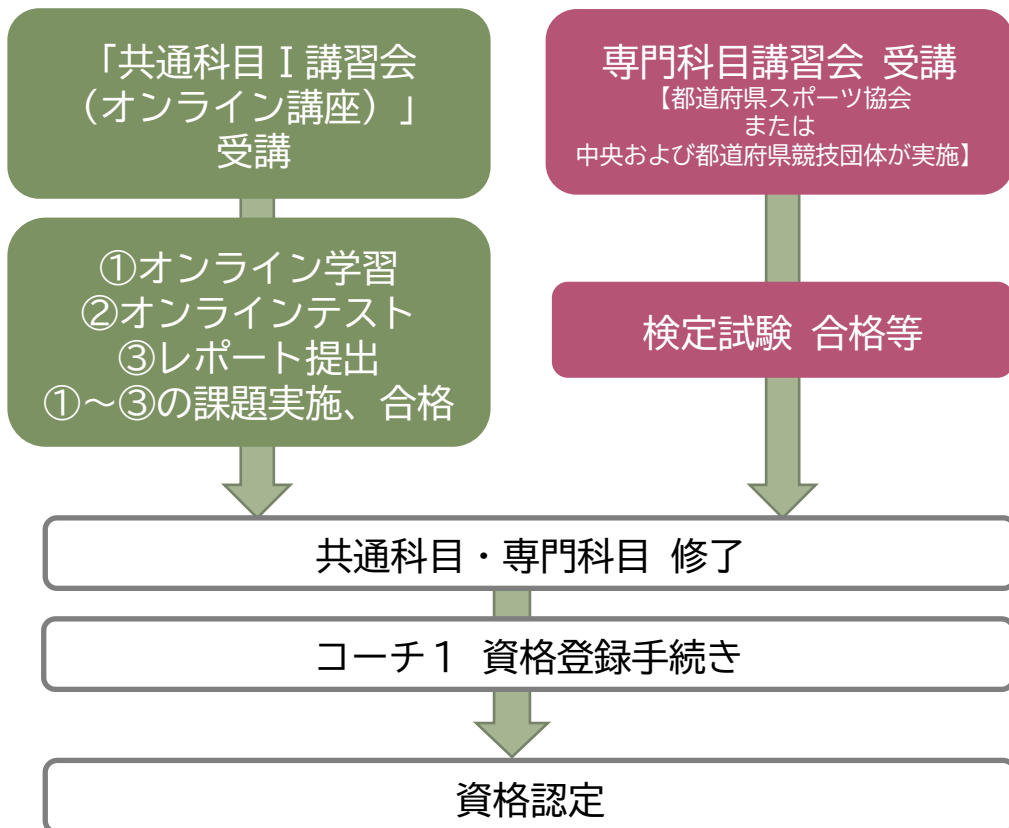 「共通科目Ⅰ講習会
（オンライン講座）」
受講
専門科目講習会 受講
【都道府県スポーツ協会
または
中央および都道府県競技団体が実施】
①オンライン学習
②オンラインテスト
③レポート提出
①～③の課題実施、合格
検定試験 合格等
共通科目・専門科目 修了
コーチ１ 資格登録手続き
資格認定